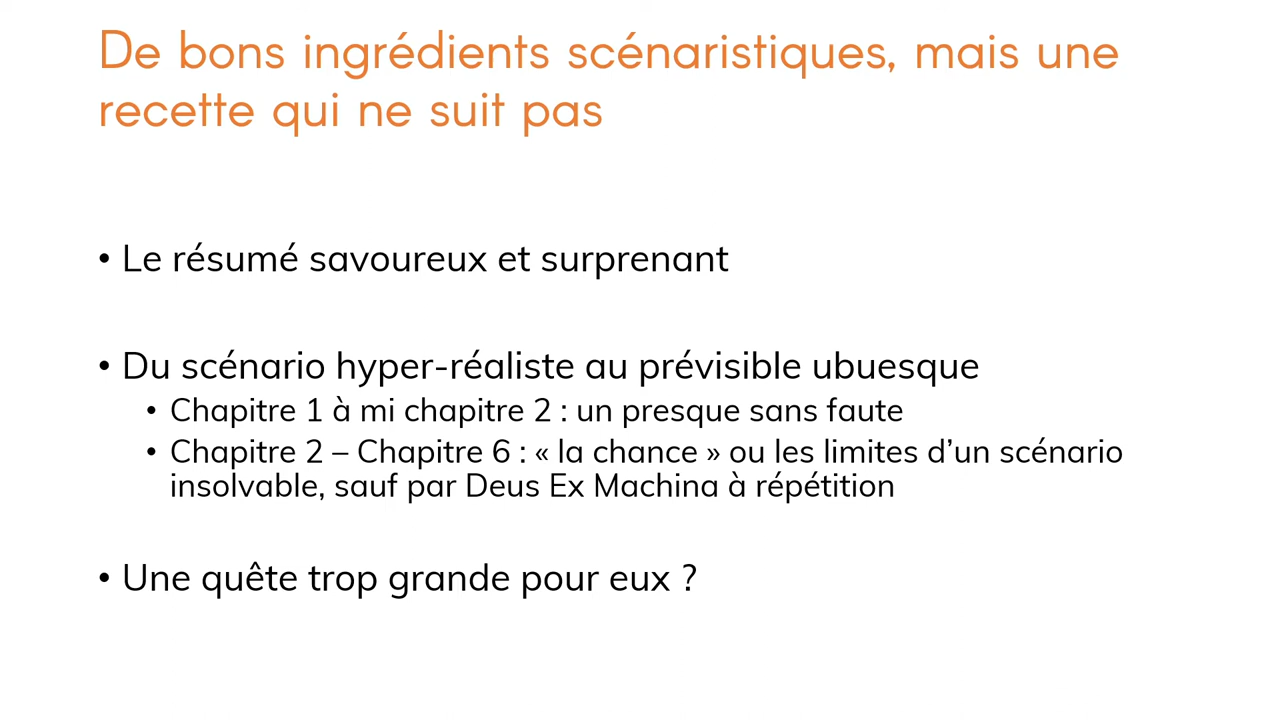 De bons ingrédients scénaristiques, mais une
recette qui ne suit pas
• Le résumé savoureux et surprenant
• Du scénario hyper-réaliste au prévisible ubuesque
• Chapitre 1 à mi chapitre 2 : un presque sans faute
• Chapitre 2 – Chapitre 6 : « la chance » ou les limites d’un scénario
insolvable, sauf par Deus Ex Machina à répétition
• Une quête trop grande pour eux ?